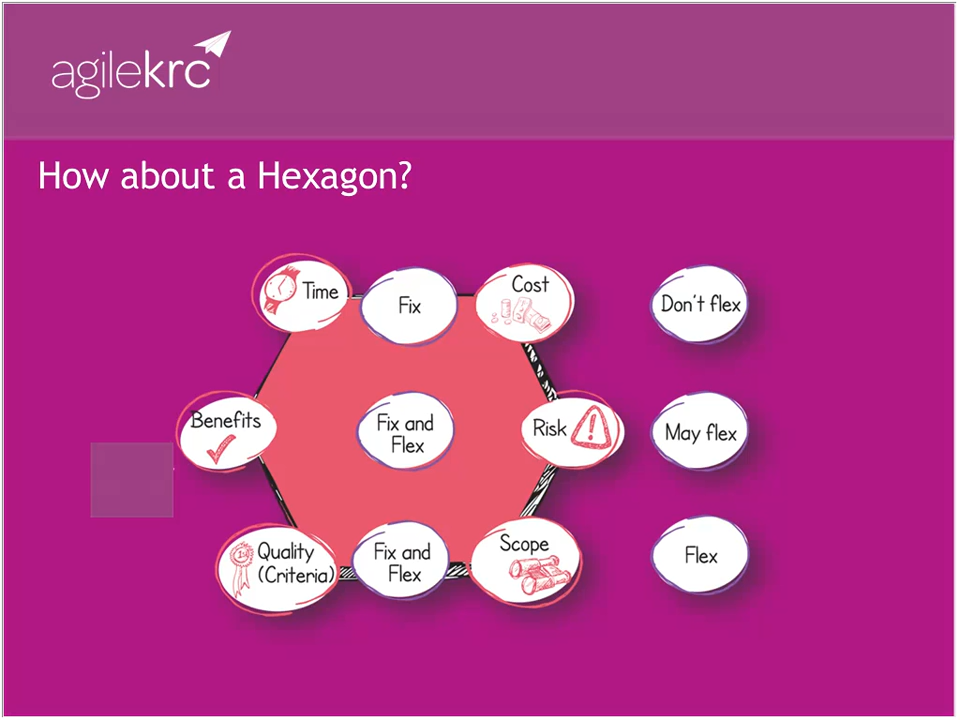 agilekrc
How about a Hexagon?
Time
Fix
Cost
Don't flex
Benefits
Fix and
Flex
Risk
!
May flex
1st
Quality
(Criteria)
Fix and
Flex
Scope
Flex